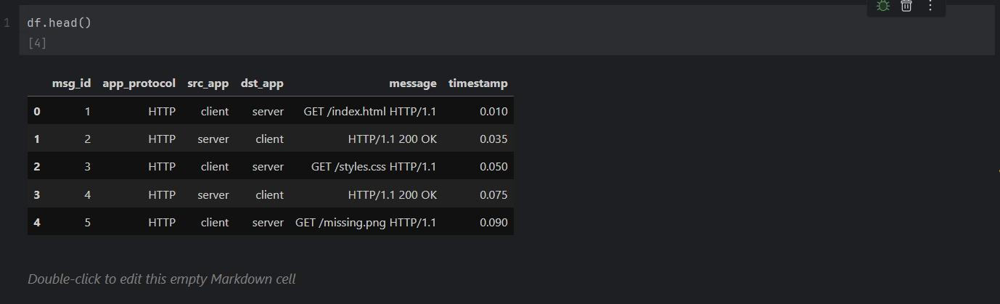 1 df.head()
[4]
msg_id app_protocol src_app dst_app message timestamp
0 1 HTTP client server GET /index.html HTTP/1.1 0.010
1 2 HTTP server client HTTP/1.1 200 OK 0.035
2 3 HTTP client server GET /styles.css HTTP/1.1 0.050
3 4 HTTP server client HTTP/1.1 200 OK 0.075
4 5 HTTP client server GET /missing.png HTTP/1.1 0.090
Double-click to edit this empty Markdown cell